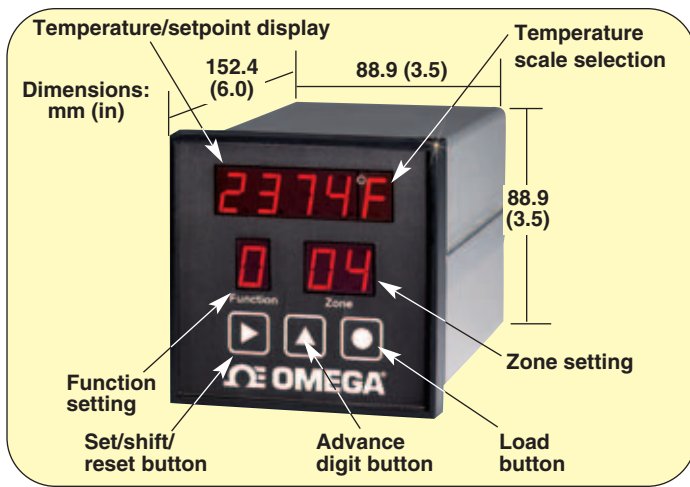 Temperature/setpoint display
Temperature
scale selection
152.4
(6.0)
88.9 (3.5)
Dimensions:
mm (in)
2374°F
88.9
(3.5)
0
04
Function
Zone
ΩE OMEGA®
Zone setting
Function
setting
Set/shift/
reset button
Advance
digit button
Load
button